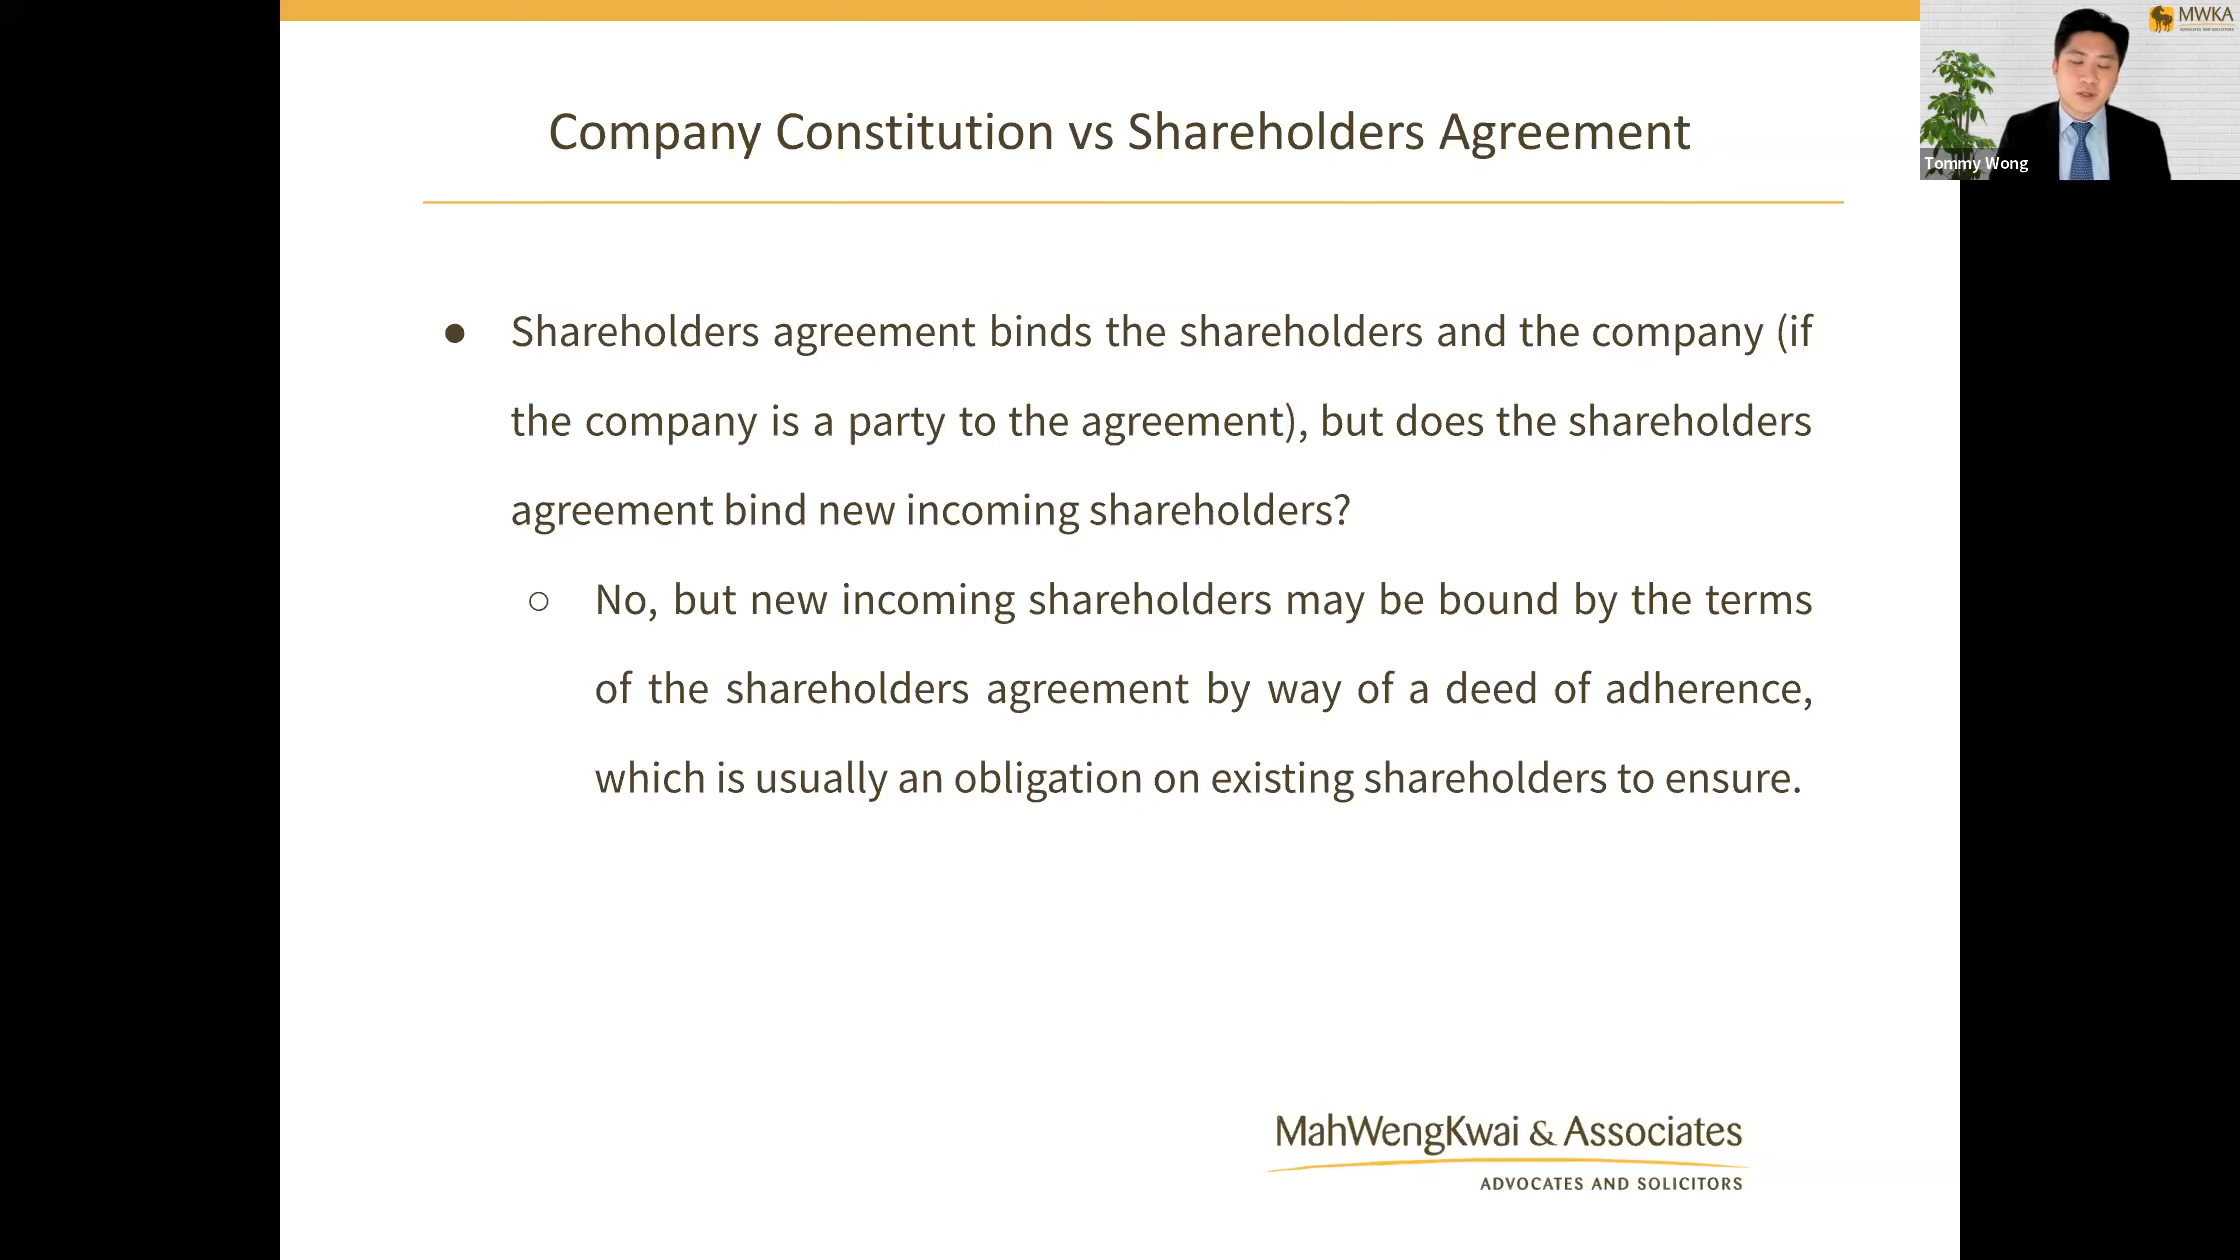 Company Constitution vs Shareholders Agreement
MWKA
ADVOCATES AND SOLICITORS
Tommy Wong
● Shareholders agreement binds the shareholders and the company (if
the company is a party to the agreement), but does the shareholders
agreement bind new incoming shareholders?
○ No, but new incoming shareholders may be bound by the terms
of the shareholders agreement by way of a deed of adherence,
which is usually an obligation on existing shareholders to ensure.
MahWengKwai & Associates
ADVOCATES AND SOLICITORS